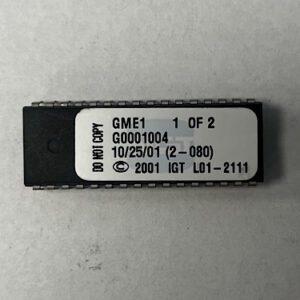 DO NOT COPY
GME1 1 OF 2
G0001004
10/25/01 (2-080)
© 2001 IGT L01-2111